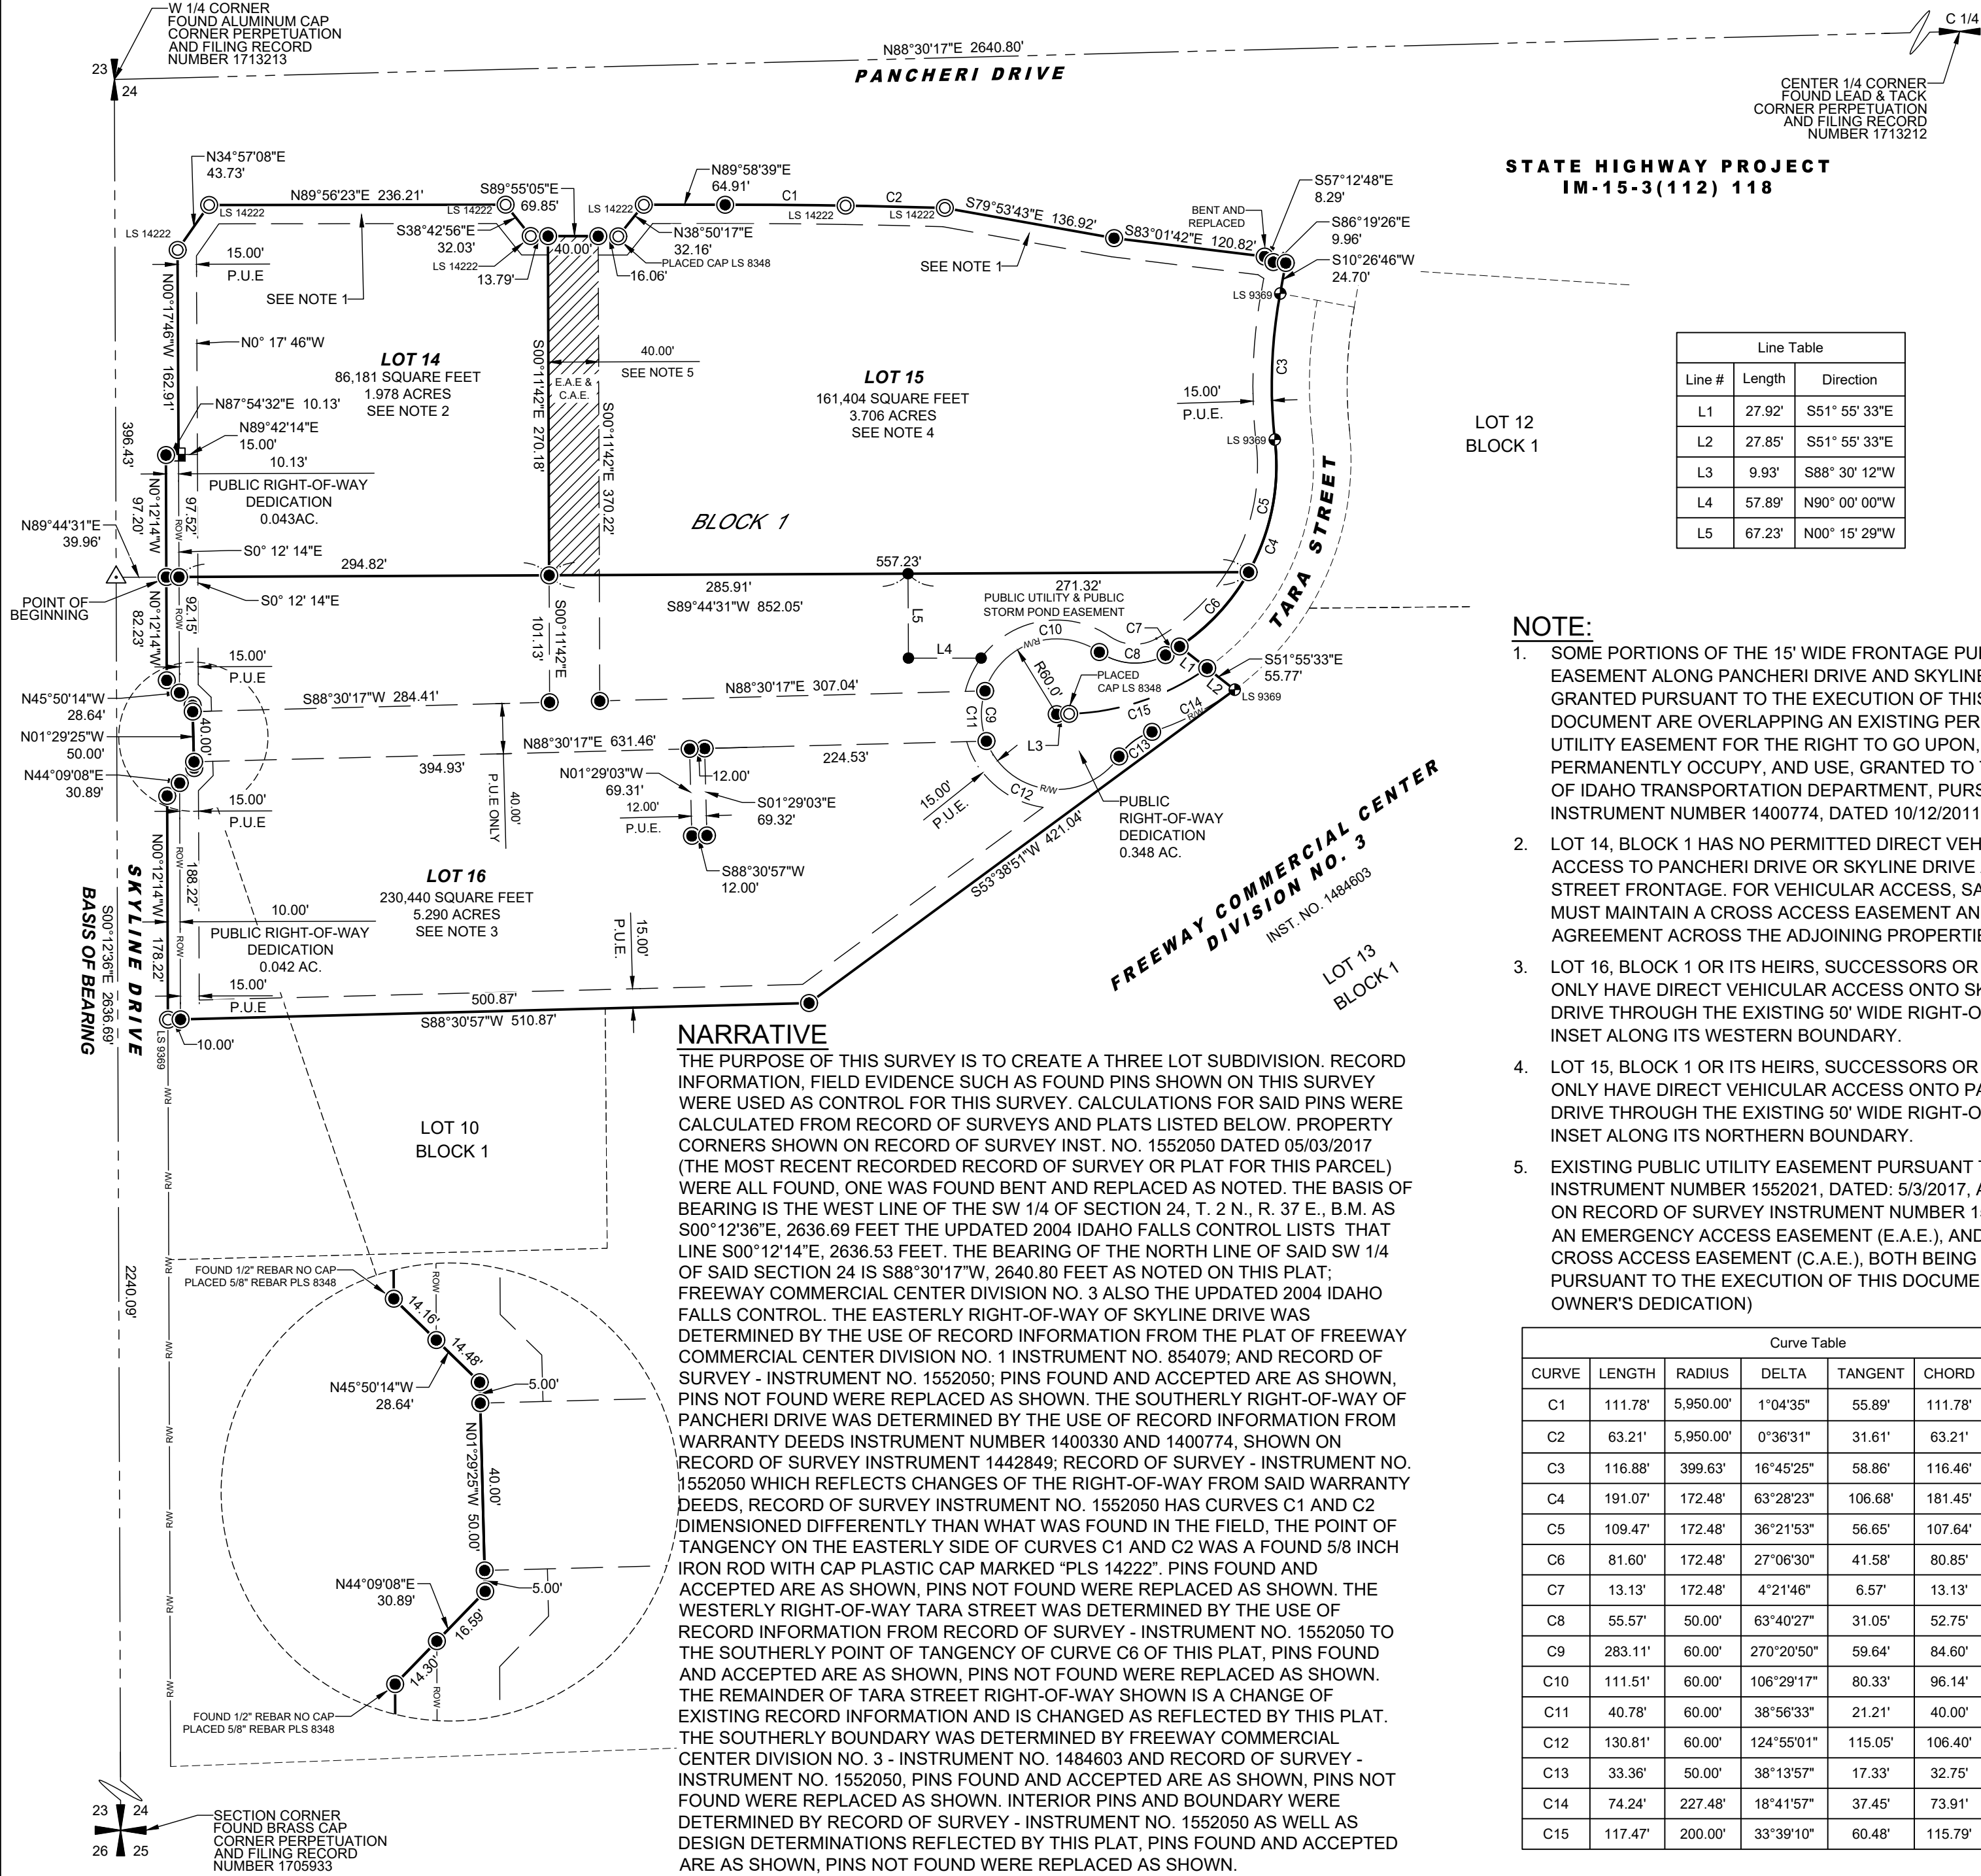 W 1/4 CORNER
FOUND ALUMINUM CAP
CORNER PERPETUATION
AND FILING RECORD
NUMBER 1713213
23
24
N88°30'17"E 2640.80'
PANCHERI DRIVE
C 1/4
CENTER 1/4 CORNER
FOUND LEAD & TACK
CORNER PERPETUATION
AND FILING RECORD
NUMBER 1713212
STATE HIGHWAY PROJECT
IM-15-3(112) 118
N34°57'08"E
43.73'
N89°56'23"E 236.21'
LS 14222
LS 14222
LS 14222
S89°55'05"E
69.85'
S38°42'56"E
32.03'
LS 14222
13.79'
40.00'
LS 14222
N38°50'17"E
32.16'
PLACED CAP LS 8348
16.06'
N89°58'39"E
64.91'
C1
LS 14222
C2
LS 14222
S79°53'43"E 136.92'
SEE NOTE 1
S83°01'42"E 120.82'
BENT AND
REPLACED
S57°12'48"E
8.29'
S86°19'26"E
9.96'
S10°26'46"W
24.70'
LS 9369
15.00'
P.U.E
SEE NOTE 1
N00°17'46"W 162.91'
N0° 17' 46"W
LOT 14
86,181 SQUARE FEET
1.978 ACRES
SEE NOTE 2
N87°54'32"E 10.13'
N89°42'14"E
15.00'
10.13'
PUBLIC RIGHT-OF-WAY
DEDICATION
0.043AC.
396.43'
N0°12'14"W
97.20'
97.52'
ROW
S0° 12' 14"E
N89°44'31"E
39.96'
S00°11'42"E 270.18'
E.A.E &
C.A.E.
40.00'
SEE NOTE 5
S00°11'42"E 370.22'
LOT 15
161,404 SQUARE FEET
3.706 ACRES
SEE NOTE 4
BLOCK 1
15.00'
P.U.E.
C3
LS 9369
C5
C4
TARA STREET
LOT 12
BLOCK 1
Line Table
Line # Length Direction
L1 27.92' S51° 55' 33"E
L2 27.85' S51° 55' 33"E
L3 9.93' S88° 30' 12"W
L4 57.89' N90° 00' 00"W
L5 67.23' N00° 15' 29"W
POINT OF
BEGINNING
294.82'
S0° 12' 14"E
557.23'
285.91'
271.32'
S89°44'31"W 852.05'
PUBLIC UTILITY & PUBLIC
STORM POND EASEMENT
N0°12'14"W
82.23'
92.15'
ROW
15.00'
P.U.E
S00°11'42"E
101.13'
L5
L4
C10
R/W
C7
C8
C6
L1
L2
S51°55'33"E
55.77'
LS 9369
R60.0'
PLACED
CAP LS 8348
C15
C14
R/W
C13
C9
C11
L3
C12
R/W
N45°50'14"W
28.64'
N01°29'25"W
50.00'
N44°09'08"E
30.89'
40.00'
S88°30'17"W 284.41'
N88°30'17"E 307.04'
N88°30'17"E 631.46'
394.93'
224.53'
P.U.E ONLY
40.00'
N01°29'03"W
69.31'
12.00'
12.00'
P.U.E.
S01°29'03"E
69.32'
S88°30'57"W
12.00'
15.00'
P.U.E.
PUBLIC
RIGHT-OF-WAY
DEDICATION
0.348 AC.
15.00'
P.U.E
LOT 16
230,440 SQUARE FEET
5.290 ACRES
SEE NOTE 3
10.00'
PUBLIC RIGHT-OF-WAY
DEDICATION
0.042 AC.
N00°12'14"W 178.22'
188.22'
ROW
ROW
15.00'
P.U.E
15.00'
P.U.E.
500.87'
S88°30'57"W 510.87'
10.00'
LS 9369
S53°38'51"W 421.04'
SKYLINE DRIVE
S00°12'36"E 2636.69'
BASIS OF BEARING
FREEWAY COMMERCIAL CENTER
DIVISION NO. 3
INST. NO. 1484603
LOT 13
BLOCK 1
LOT 10
BLOCK 1
R/W
R/W
R/W
R/W
R/W
R/W
R/W
R/W
2240.09'
FOUND 1/2" REBAR NO CAP
PLACED 5/8" REBAR PLS 8348
ROW
14.16'
14.48'
N45°50'14"W
28.64'
5.00'
N01°29'25"W 50.00'
40.00'
N44°09'08"E
30.89'
5.00'
16.59'
14.30'
ROW
FOUND 1/2" REBAR NO CAP
PLACED 5/8" REBAR PLS 8348
23 24
26 25
SECTION CORNER
FOUND BRASS CAP
CORNER PERPETUATION
AND FILING RECORD
NUMBER 1705933
NARRATIVE
THE PURPOSE OF THIS SURVEY IS TO CREATE A THREE LOT SUBDIVISION. RECORD
INFORMATION, FIELD EVIDENCE SUCH AS FOUND PINS SHOWN ON THIS SURVEY
WERE USED AS CONTROL FOR THIS SURVEY. CALCULATIONS FOR SAID PINS WERE
CALCULATED FROM RECORD OF SURVEYS AND PLATS LISTED BELOW. PROPERTY
CORNERS SHOWN ON RECORD OF SURVEY INST. NO. 1552050 DATED 05/03/2017
(THE MOST RECENT RECORDED RECORD OF SURVEY OR PLAT FOR THIS PARCEL)
WERE ALL FOUND, ONE WAS FOUND BENT AND REPLACED AS NOTED. THE BASIS OF
BEARING IS THE WEST LINE OF THE SW 1/4 OF SECTION 24, T. 2 N., R. 37 E., B.M. AS
S00°12'36"E, 2636.69 FEET THE UPDATED 2004 IDAHO FALLS CONTROL LISTS THAT
LINE S00°12'14"E, 2636.53 FEET. THE BEARING OF THE NORTH LINE OF SAID SW 1/4
OF SAID SECTION 24 IS S88°30'17"W, 2640.80 FEET AS NOTED ON THIS PLAT;
FREEWAY COMMERCIAL CENTER DIVISION NO. 3 ALSO THE UPDATED 2004 IDAHO
FALLS CONTROL. THE EASTERLY RIGHT-OF-WAY OF SKYLINE DRIVE WAS
DETERMINED BY THE USE OF RECORD INFORMATION FROM THE PLAT OF FREEWAY
COMMERCIAL CENTER DIVISION NO. 1 INSTRUMENT NO. 854079; AND RECORD OF
SURVEY - INSTRUMENT NO. 1552050; PINS FOUND AND ACCEPTED ARE AS SHOWN,
PINS NOT FOUND WERE REPLACED AS SHOWN. THE SOUTHERLY RIGHT-OF-WAY OF
PANCHERI DRIVE WAS DETERMINED BY THE USE OF RECORD INFORMATION FROM
WARRANTY DEEDS INSTRUMENT NUMBER 1400330 AND 1400774, SHOWN ON
RECORD OF SURVEY INSTRUMENT 1442849; RECORD OF SURVEY - INSTRUMENT NO.
1552050 WHICH REFLECTS CHANGES OF THE RIGHT-OF-WAY FROM SAID WARRANTY
DEEDS, RECORD OF SURVEY INSTRUMENT NO. 1552050 HAS CURVES C1 AND C2
DIMENSIONED DIFFERENTLY THAN WHAT WAS FOUND IN THE FIELD, THE POINT OF
TANGENCY ON THE EASTERLY SIDE OF CURVES C1 AND C2 WAS A FOUND 5/8 INCH
IRON ROD WITH CAP PLASTIC CAP MARKED “PLS 14222”. PINS FOUND AND
ACCEPTED ARE AS SHOWN, PINS NOT FOUND WERE REPLACED AS SHOWN. THE
WESTERLY RIGHT-OF-WAY TARA STREET WAS DETERMINED BY THE USE OF
RECORD INFORMATION FROM RECORD OF SURVEY - INSTRUMENT NO. 1552050 TO
THE SOUTHERLY POINT OF TANGENCY OF CURVE C6 OF THIS PLAT, PINS FOUND
AND ACCEPTED ARE AS SHOWN, PINS NOT FOUND WERE REPLACED AS SHOWN.
THE REMAINDER OF TARA STREET RIGHT-OF-WAY SHOWN IS A CHANGE OF
EXISTING RECORD INFORMATION AND IS CHANGED AS REFLECTED BY THIS PLAT.
THE SOUTHERLY BOUNDARY WAS DETERMINED BY FREEWAY COMMERCIAL
CENTER DIVISION NO. 3 - INSTRUMENT NO. 1484603 AND RECORD OF SURVEY -
INSTRUMENT NO. 1552050, PINS FOUND AND ACCEPTED ARE AS SHOWN, PINS NOT
FOUND WERE REPLACED AS SHOWN. INTERIOR PINS AND BOUNDARY WERE
DETERMINED BY RECORD OF SURVEY - INSTRUMENT NO. 1552050 AS WELL AS
DESIGN DETERMINATIONS REFLECTED BY THIS PLAT, PINS FOUND AND ACCEPTED
ARE AS SHOWN, PINS NOT FOUND WERE REPLACED AS SHOWN.
NOTE:
1. SOME PORTIONS OF THE 15' WIDE FRONTAGE PU
EASEMENT ALONG PANCHERI DRIVE AND SKYLINE
GRANTED PURSUANT TO THE EXECUTION OF THIS
DOCUMENT ARE OVERLAPPING AN EXISTING PER
UTILITY EASEMENT FOR THE RIGHT TO GO UPON,
PERMANENTLY OCCUPY, AND USE, GRANTED TO T
OF IDAHO TRANSPORTATION DEPARTMENT, PURS
INSTRUMENT NUMBER 1400774, DATED 10/12/2011
2. LOT 14, BLOCK 1 HAS NO PERMITTED DIRECT VEH
ACCESS TO PANCHERI DRIVE OR SKYLINE DRIVE
STREET FRONTAGE. FOR VEHICULAR ACCESS, SA
MUST MAINTAIN A CROSS ACCESS EASEMENT AN
AGREEMENT ACROSS THE ADJOINING PROPERTIE
3. LOT 16, BLOCK 1 OR ITS HEIRS, SUCCESSORS OR
ONLY HAVE DIRECT VEHICULAR ACCESS ONTO SK
DRIVE THROUGH THE EXISTING 50' WIDE RIGHT-O
INSET ALONG ITS WESTERN BOUNDARY.
4. LOT 15, BLOCK 1 OR ITS HEIRS, SUCCESSORS OR
ONLY HAVE DIRECT VEHICULAR ACCESS ONTO PA
DRIVE THROUGH THE EXISTING 50' WIDE RIGHT-O
INSET ALONG ITS NORTHERN BOUNDARY.
5. EXISTING PUBLIC UTILITY EASEMENT PURSUANT T
INSTRUMENT NUMBER 1552021, DATED: 5/3/2017, A
ON RECORD OF SURVEY INSTRUMENT NUMBER 15
AN EMERGENCY ACCESS EASEMENT (E.A.E.), AND
CROSS ACCESS EASEMENT (C.A.E.), BOTH BEING
PURSUANT TO THE EXECUTION OF THIS DOCUME
OWNER'S DEDICATION)
Curve Table
CURVE LENGTH RADIUS DELTA TANGENT CHORD
C1 111.78' 5,950.00' 1°04'35" 55.89' 111.78'
C2 63.21' 5,950.00' 0°36'31" 31.61' 63.21'
C3 116.88' 399.63' 16°45'25" 58.86' 116.46'
C4 191.07' 172.48' 63°28'23" 106.68' 181.45'
C5 109.47' 172.48' 36°21'53" 56.65' 107.64'
C6 81.60' 172.48' 27°06'30" 41.58' 80.85'
C7 13.13' 172.48' 4°21'46" 6.57' 13.13'
C8 55.57' 50.00' 63°40'27" 31.05' 52.75'
C9 283.11' 60.00' 270°20'50" 59.64' 84.60'
C10 111.51' 60.00' 106°29'17" 80.33' 96.14'
C11 40.78' 60.00' 38°56'33" 21.21' 40.00'
C12 130.81' 60.00' 124°55'01" 115.05' 106.40'
C13 33.36' 50.00' 38°13'57" 17.33' 32.75'
C14 74.24' 227.48' 18°41'57" 37.45' 73.91'
C15 117.47' 200.00' 33°39'10" 60.48' 115.79'